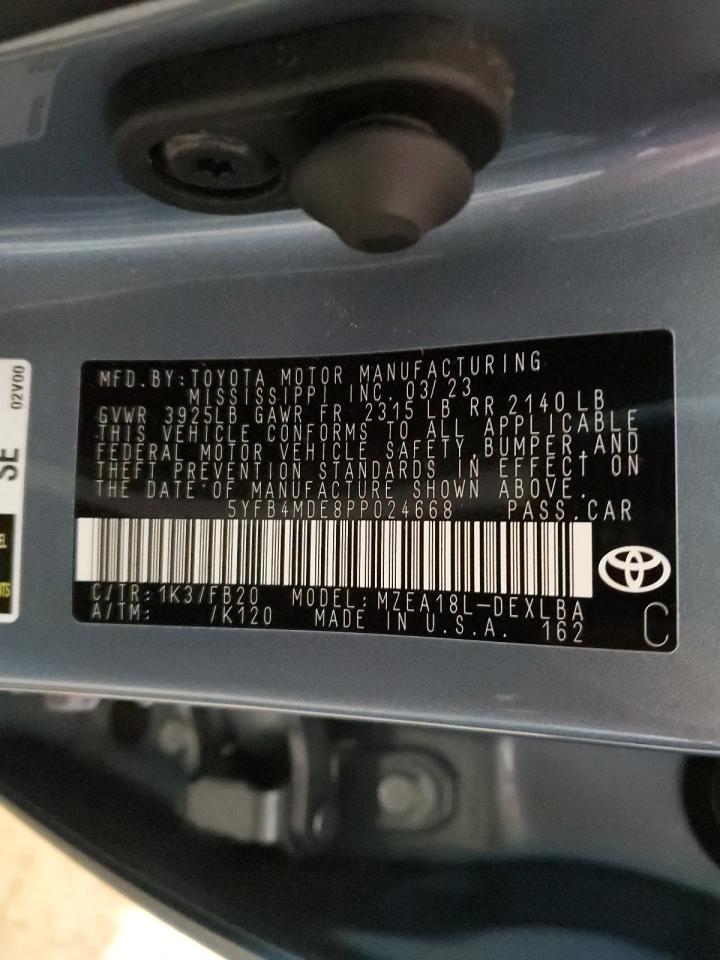 MFD.BY:TOYOTA MOTOR MANUFACTURING
MISSISSIPPI INC. 03/23
GVWR 3925LB GAWR FR 2315 LB RR 2140 LB
THIS VEHICLE CONFORMS TO ALL APPLICABLE
FEDERAL MOTOR VEHICLE SAFETY,BUMPER,AND
THEFT PREVENTION STANDARDS IN EFFECT ON
THE DATE OF MANUFACTURE SHOWN ABOVE.
5YFB4MDE8PP024668 PASS.CAR
C/TR:1K3/FB20 MODEL:MZEA18L-DEXLBA
A/TM: /K120 MADE IN U.S.A. 162
C
02V00
SE